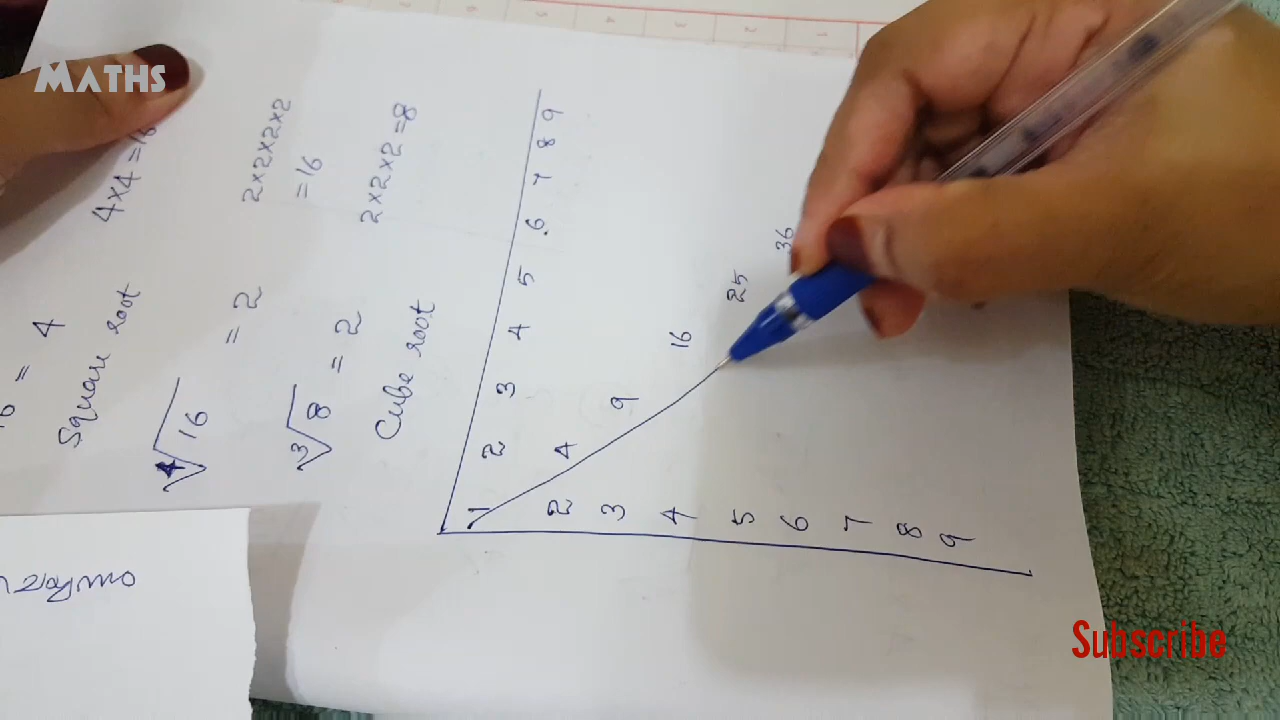 MATHS
= 4
4×4 = 16
Square root
∜16 = 2
2×2×2×2
= 16
∛8 = 2
2×2×2 = 8
Cube root
1 2 3 4 5 6 7 8 9
2 4
3 9
4 16
5 25
6 36
7
8
9
Subscribe